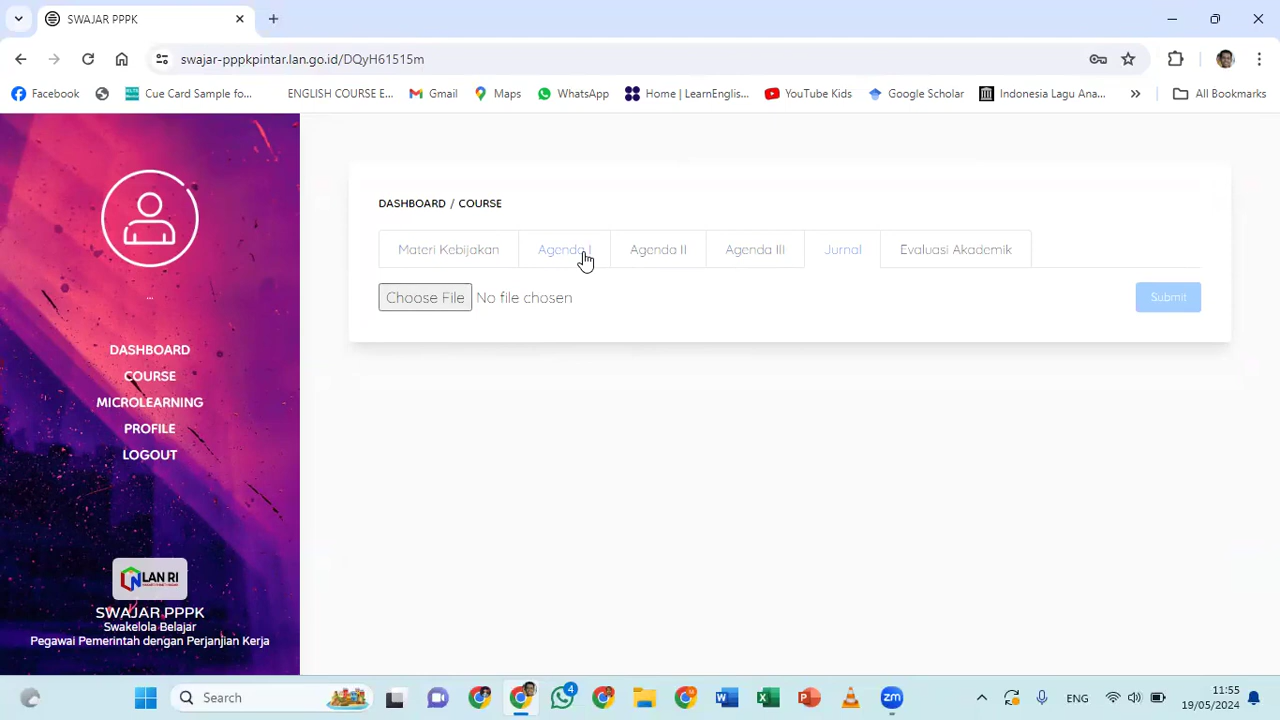 SWAJAR PPPK
swajar-pppkpintar.lan.go.id/DQyH61515m
Facebook
Cue Card Sample fo...
ENGLISH COURSE E...
Gmail
Maps
WhatsApp
Home | LearnEnglis...
YouTube Kids
Google Scholar
Indonesia Lagu Ana...
All Bookmarks
DASHBOARD / COURSE
Materi Kebijakan
Agenda I
Agenda II
Agenda III
Jurnal
Evaluasi Akademik
Choose File No file chosen
Submit
...
DASHBOARD
COURSE
MICROLEARNING
PROFILE
LOGOUT
LAN RI
SWAJAR PPPK
Swakelola Belajar
Pegawai Pemerintah dengan Perjanjian Kerja
Search
4
zm
ENG
11:55
19/05/2024